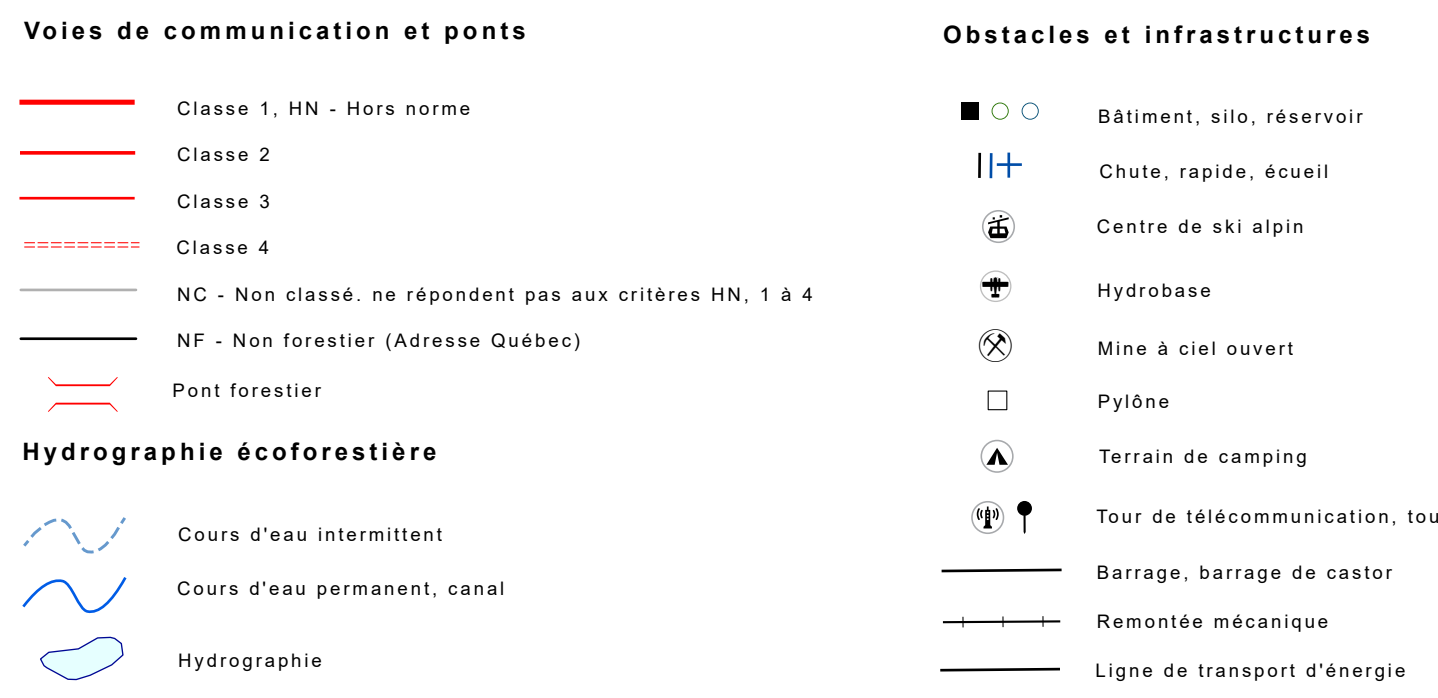 Voies de communication et ponts
Classe 1, HN - Hors norme
Classe 2
Classe 3
Classe 4
NC - Non classé. ne répondent pas aux critères HN, 1 à 4
NF - Non forestier (Adresse Québec)
Pont forestier
Hydrographie écoforestière
Cours d'eau intermittent
Cours d'eau permanent, canal
Hydrographie
Obstacles et infrastructures
Bâtiment, silo, réservoir
Chute, rapide, écueil
Centre de ski alpin
Hydrobase
Mine à ciel ouvert
Pylône
Terrain de camping
Tour de télécommunication, tou
Barrage, barrage de castor
Remontée mécanique
Ligne de transport d'énergie